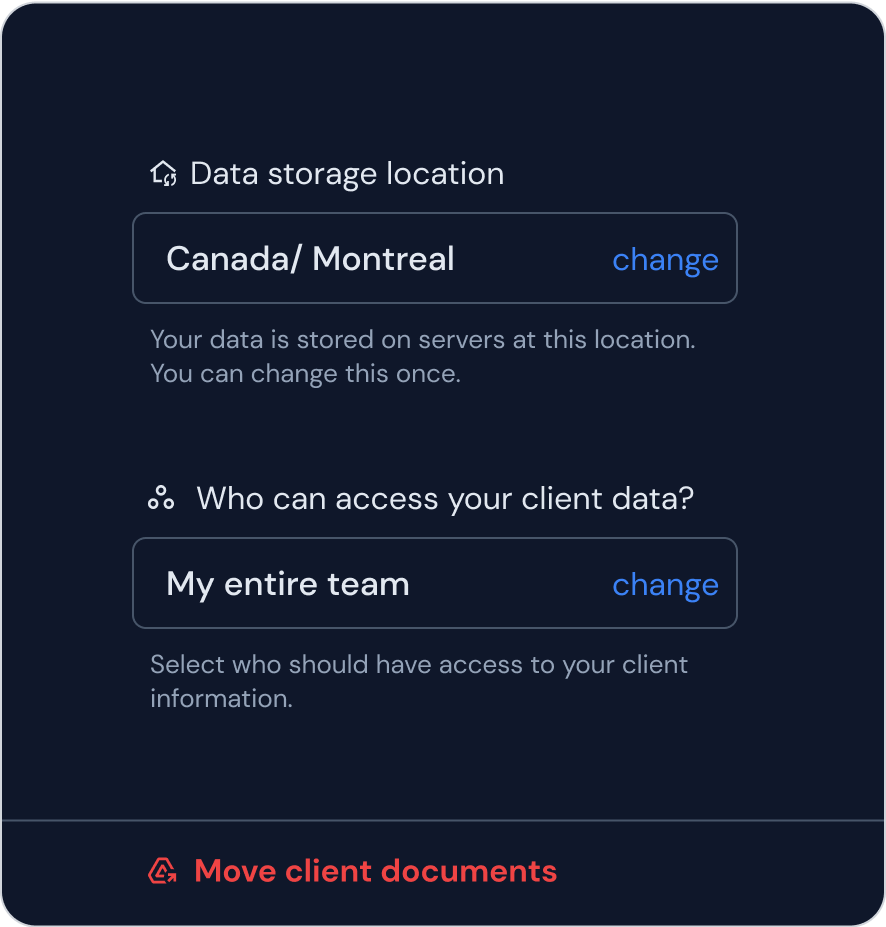 Data storage location
Canada/ Montreal
change
Your data is stored on servers at this location.
You can change this once.
Who can access your client data?
My entire team
change
Select who should have access to your client
information.
Move client documents